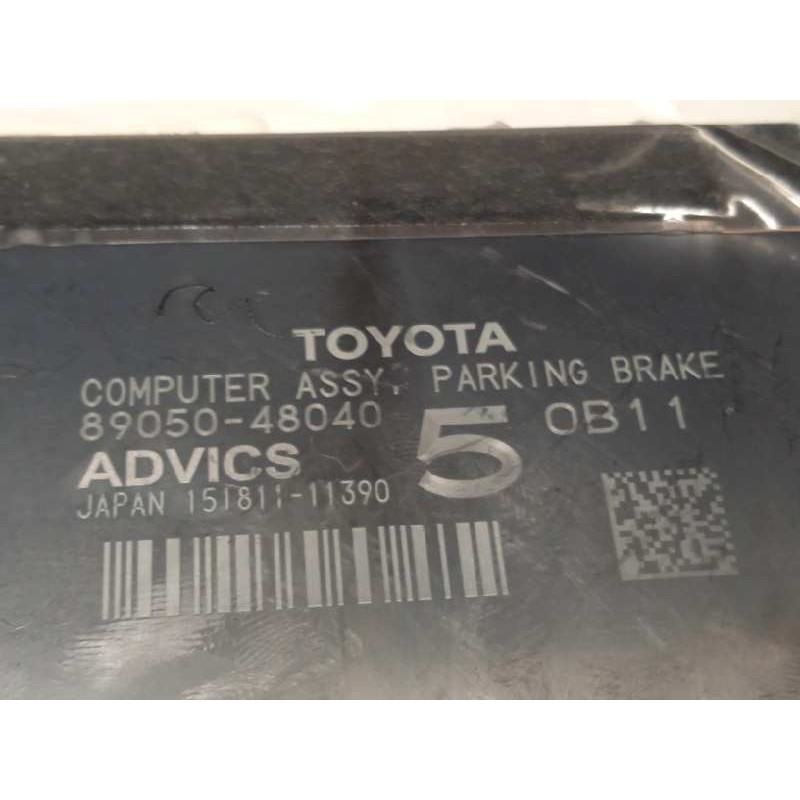 TOYOTA
COMPUTER ASSY, PARKING BRAKE
89050-48040 5 0B11
ADVICS
JAPAN 151811-11390